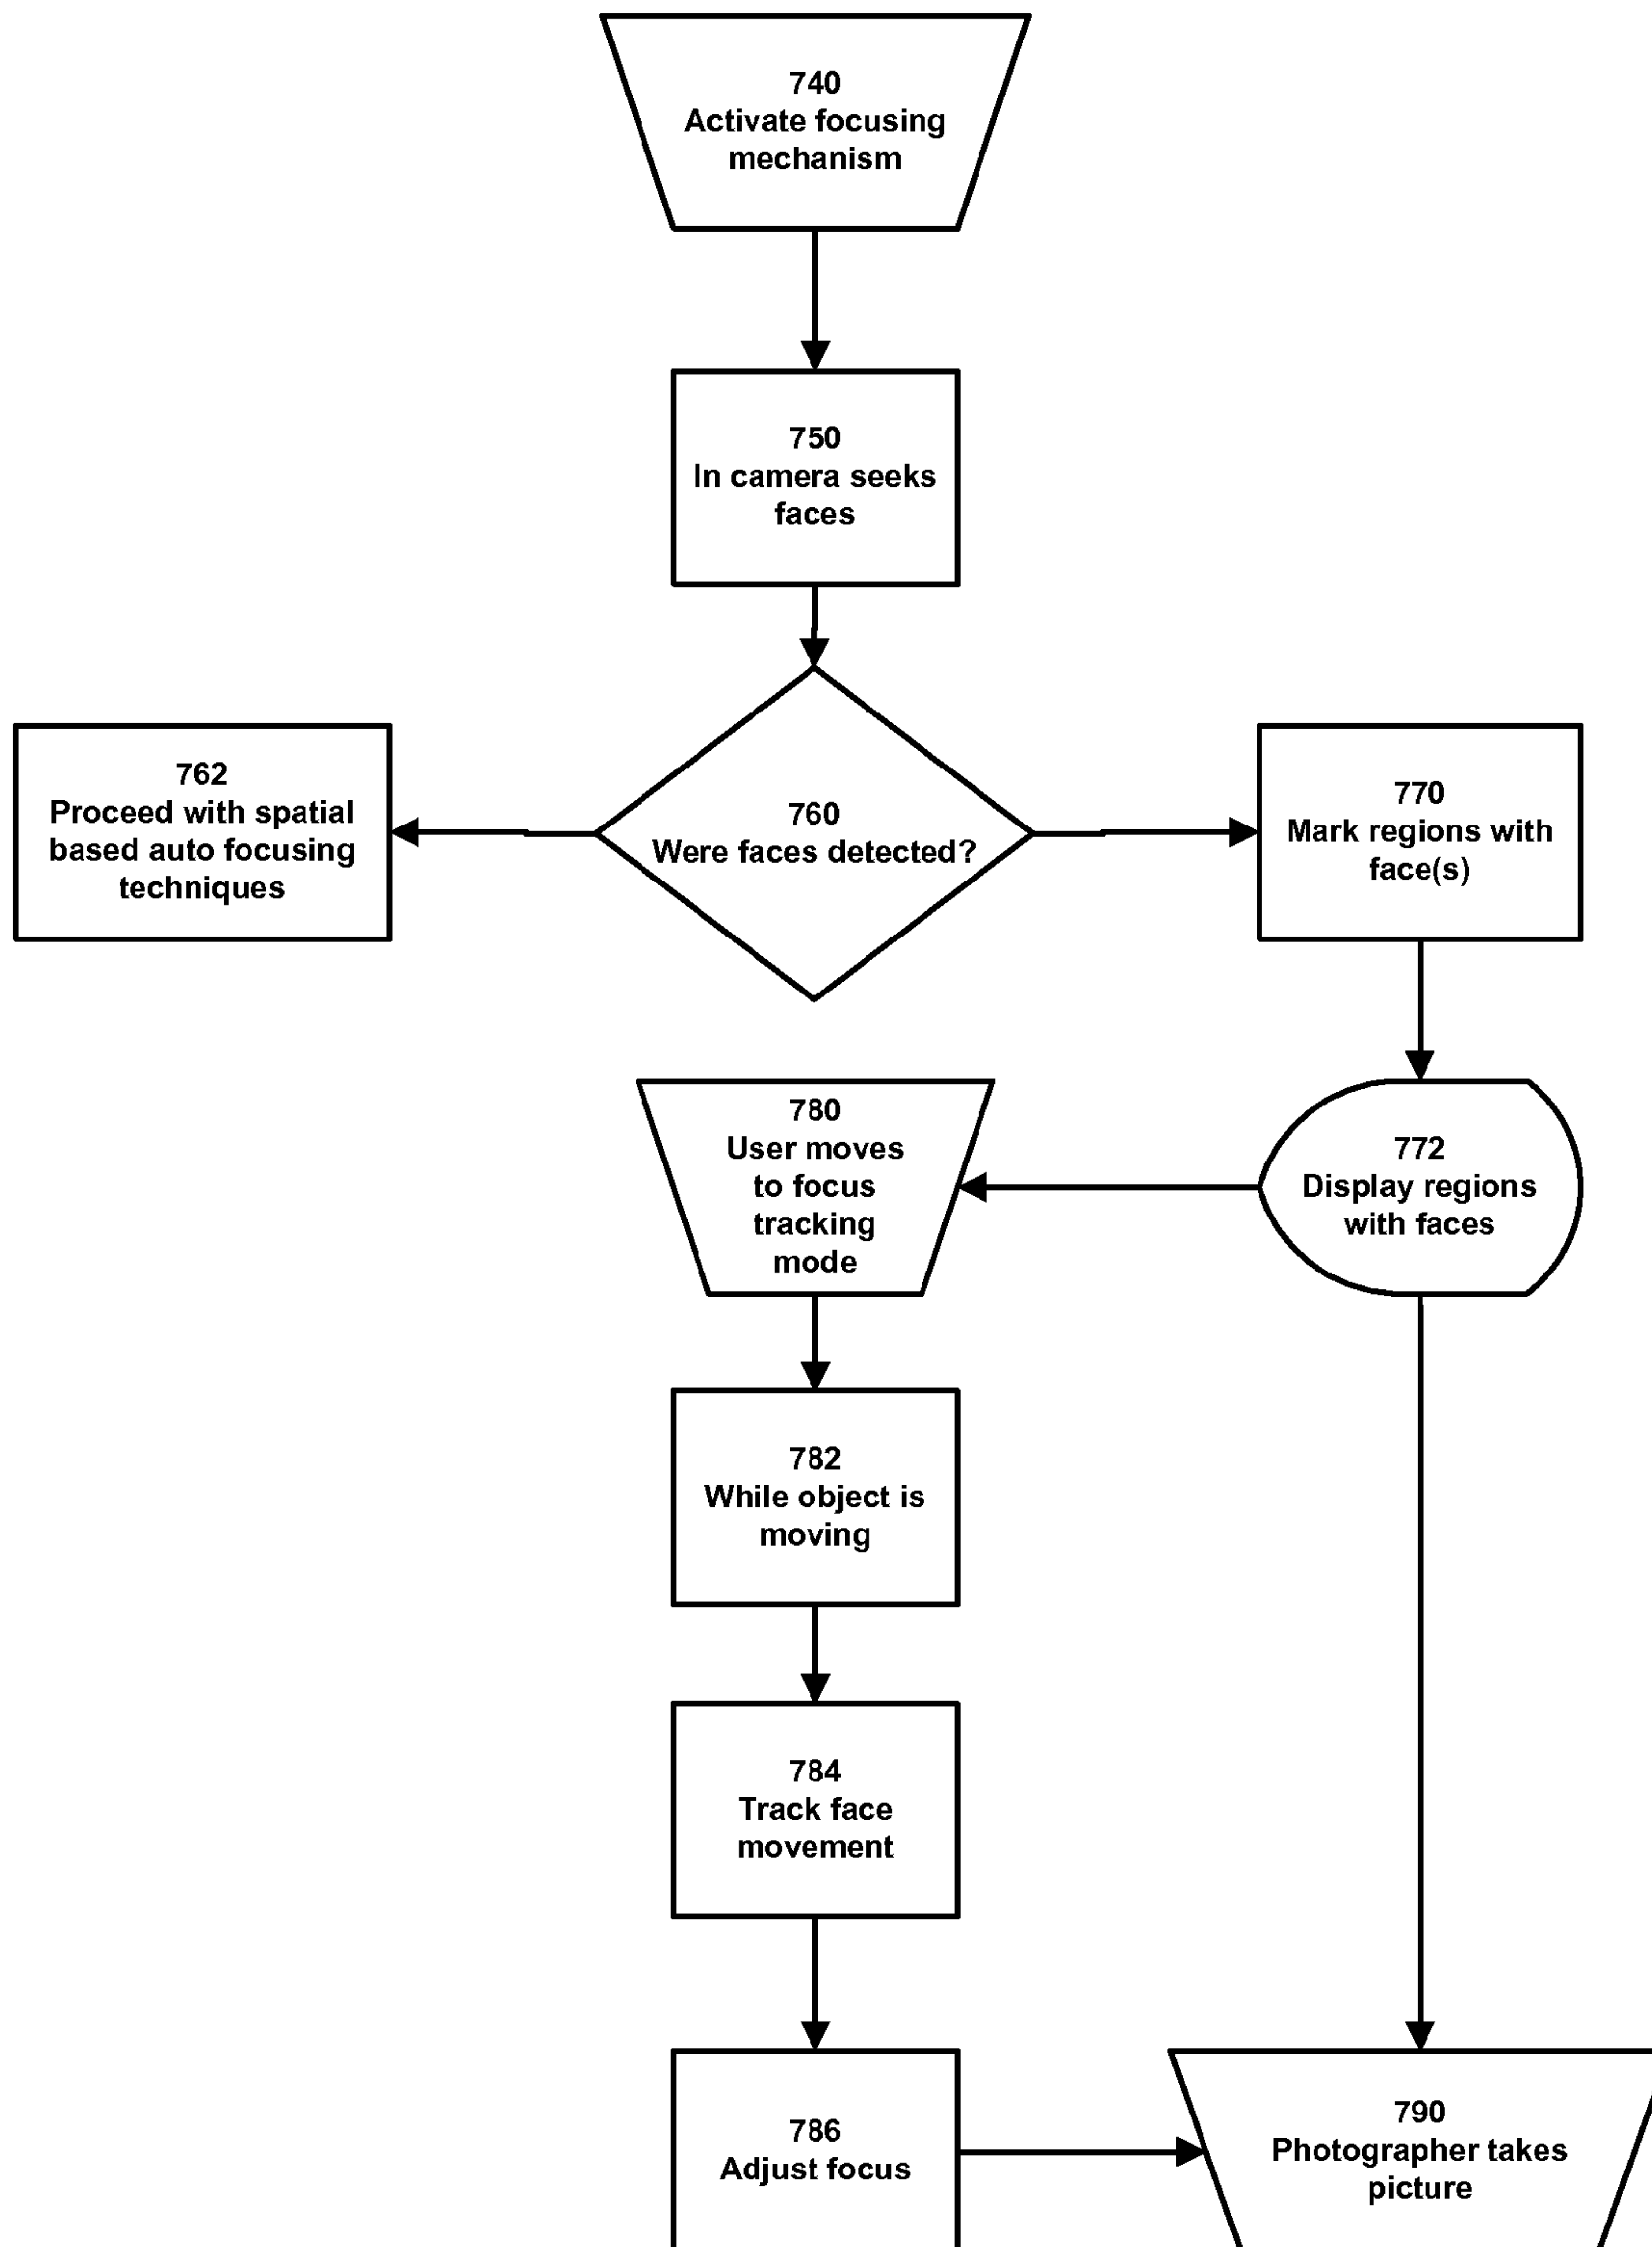 740
Activate focusing
mechanism
750
In camera seeks
faces
762
Proceed with spatial
based auto focusing
techniques
760
Were faces detected?
770
Mark regions with
face(s)
780
User moves
to focus
tracking
mode
772
Display regions
with faces
782
While object is
moving
784
Track face
movement
786
Adjust focus
790
Photographer takes
picture